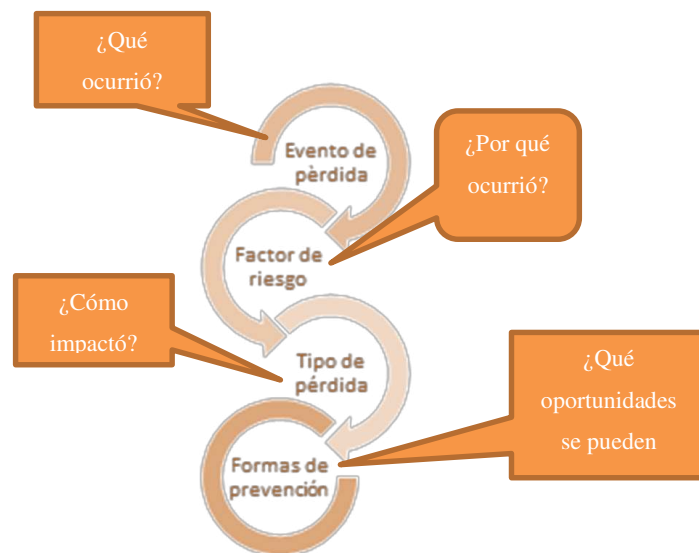 ¿Qué
ocurrió?
Evento de
pèrdida
¿Por qué
ocurrió?
Factor de
riesgo
¿Cómo
impactó?
Tipo de
pérdida
¿Qué
oportunidades
se pueden
Formas de
prevención